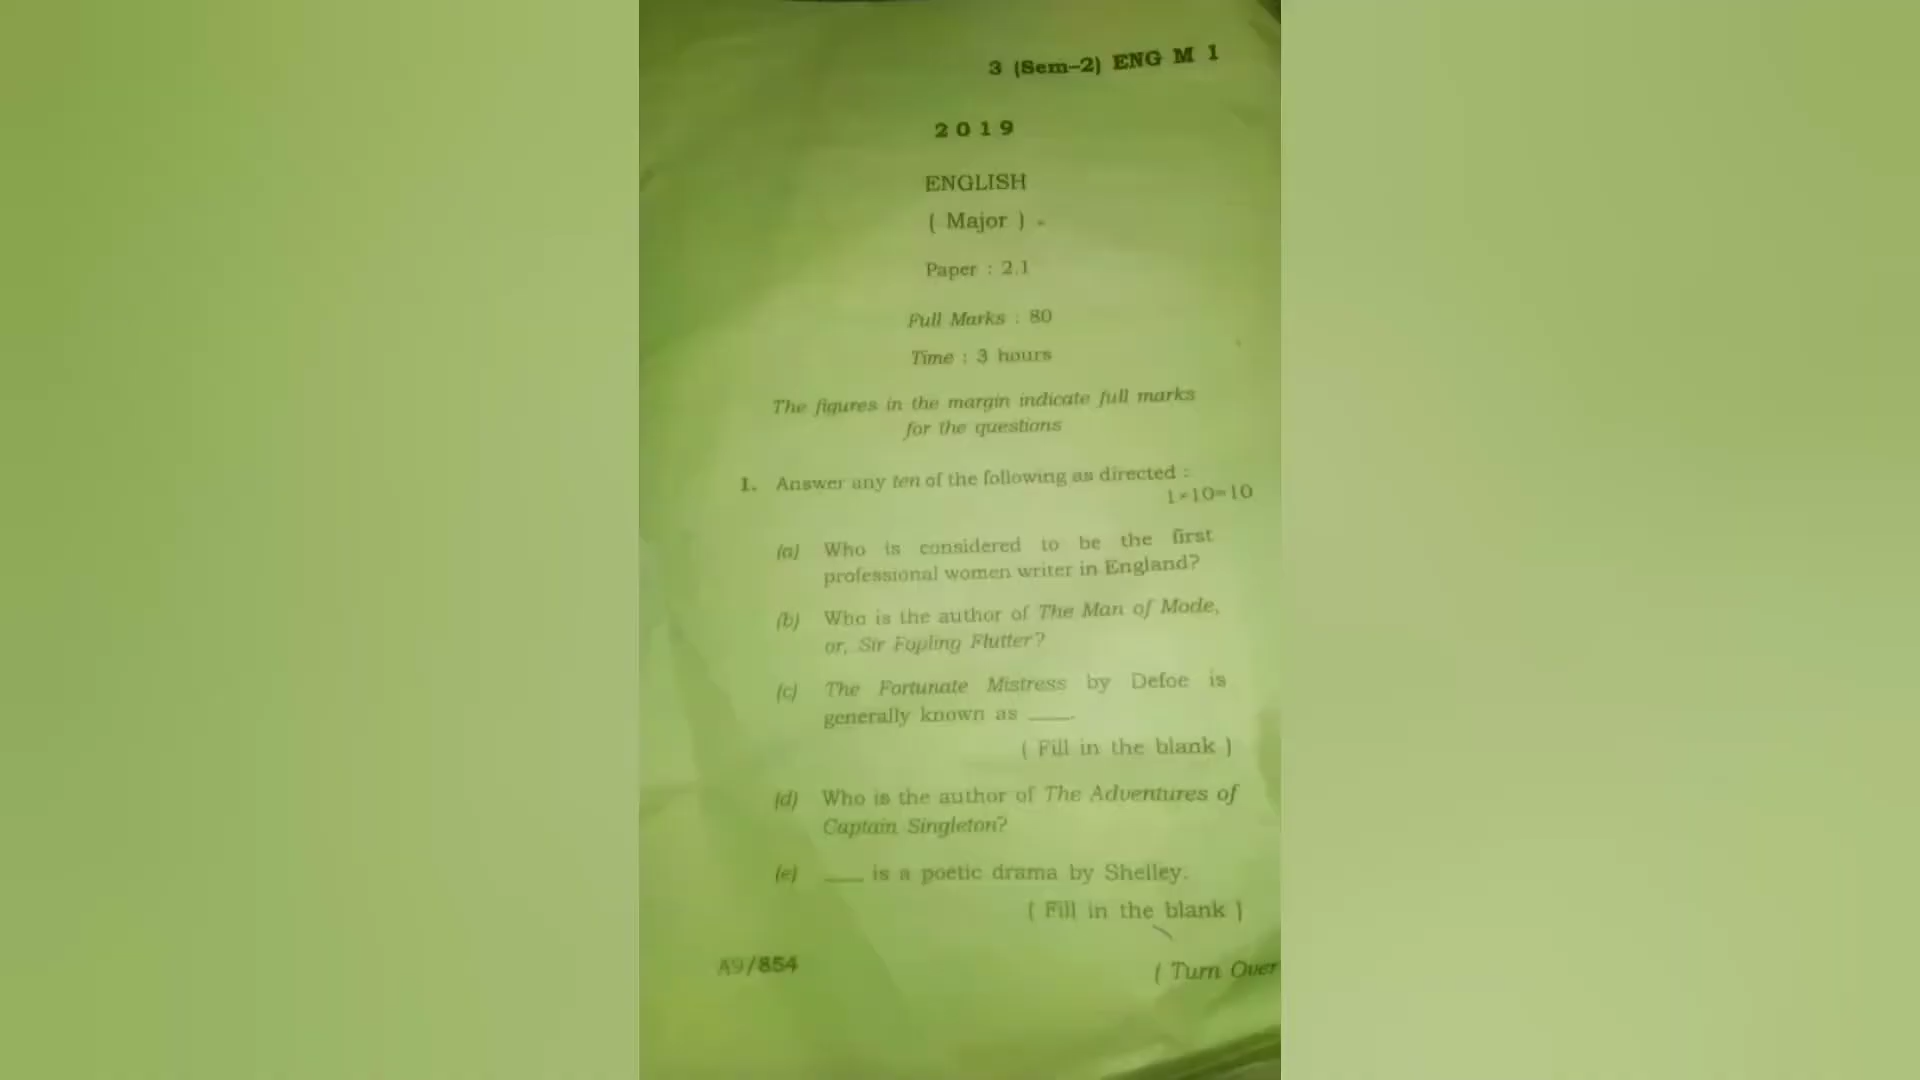 3 (Sem–2) ENG M 1
2019
ENGLISH
( Major )
Paper : 2.1
Full Marks : 80
Time : 3 hours
The figures in the margin indicate full marks
for the questions
1. Answer any ten of the following as directed :
1×10=10
(a) Who is considered to be the first
professional women writer in England?
(b) Who is the author of The Man of Mode,
or, Sir Fopling Flutter?
(c) The Fortunate Mistress by Defoe is
generally known as ____.
( Fill in the blank )
(d) Who is the author of The Adventures of
Captain Singleton?
(e) ____ is a poetic drama by Shelley.
( Fill in the blank )
A9/854
( Turn Over